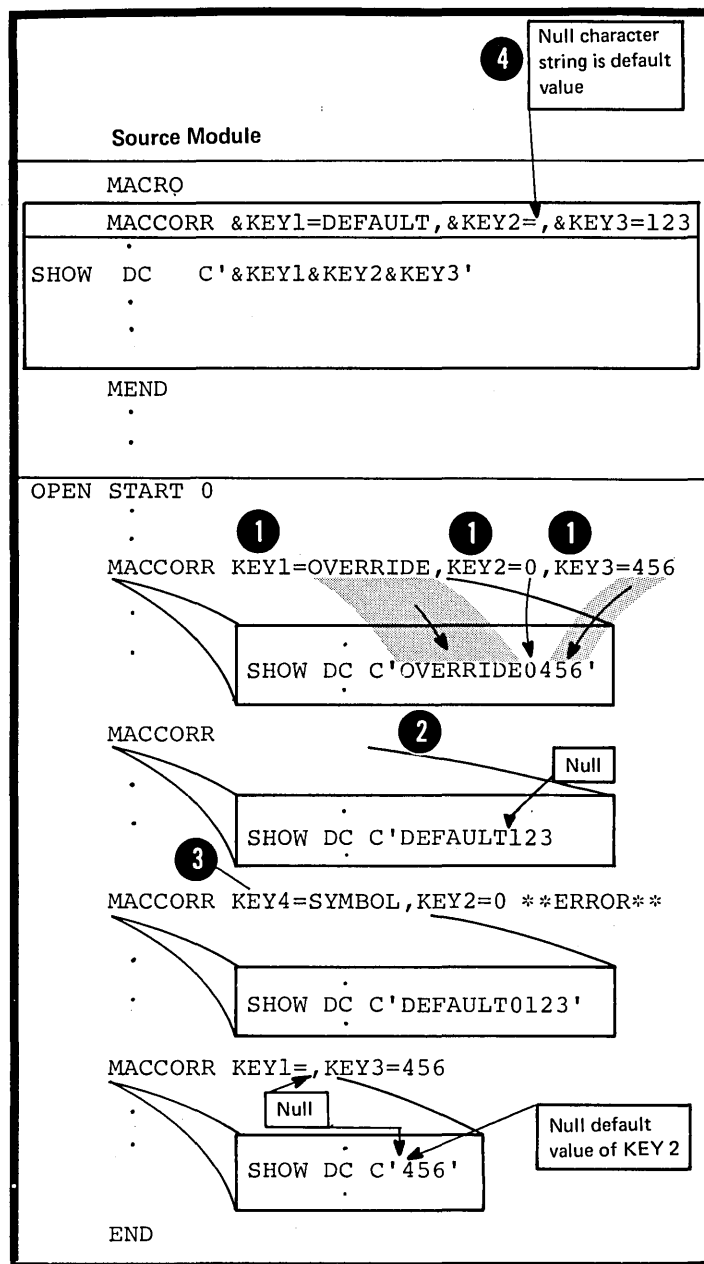 4
Null character
string is default
value
Source Module
MACRO
MACCORR &KEY1=DEFAULT,&KEY2=,&KEY3=123
SHOW DC C'&KEY1&KEY2&KEY3'
MEND
OPEN START 0
1 1 1
MACCORR KEY1=OVERRIDE,KEY2=0,KEY3=456
SHOW DC C'OVERRIDE0456'
MACCORR
2
Null
SHOW DC C'DEFAULT123
3
MACCORR KEY4=SYMBOL,KEY2=0 **ERROR**
SHOW DC C'DEFAULT0123'
MACCORR KEY1=,KEY3=456
Null
Null default
value of KEY 2
SHOW DC C'456'
END